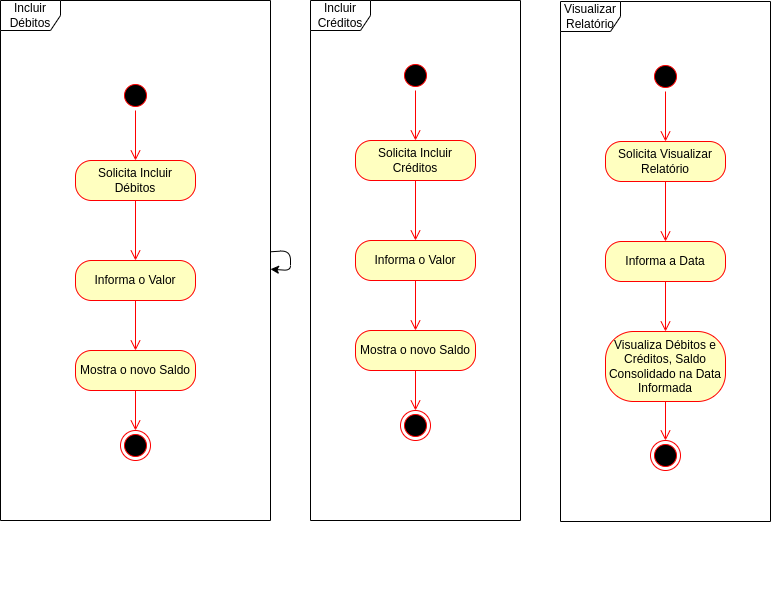 Incluir
Débitos
Solicita Incluir
Débitos
Informa o Valor
Mostra o novo Saldo
Incluir
Créditos
Solicita Incluir
Créditos
Informa o Valor
Mostra o novo Saldo
Visualizar
Relatório
Solicita Visualizar
Relatório
Informa a Data
Visualiza Débitos e
Créditos, Saldo
Consolidado na Data
Informada